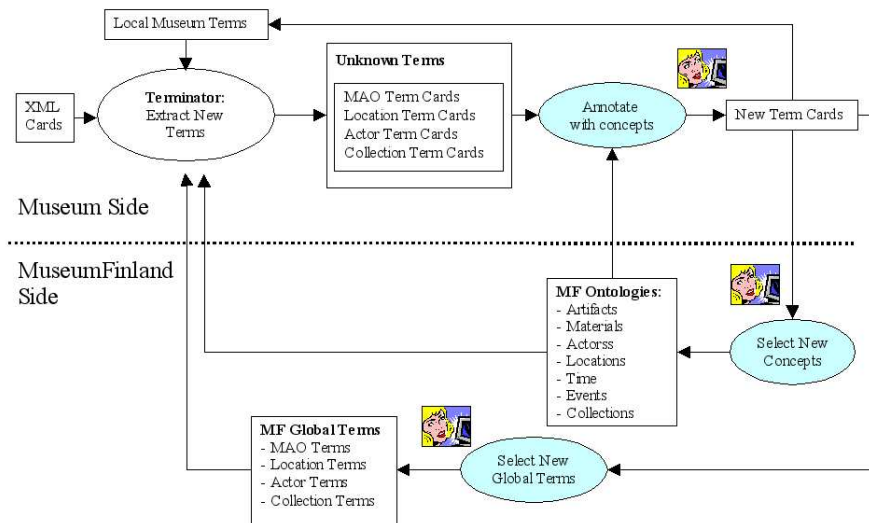 Local Museum Terms
XML
Cards
Terminator:
Extract New
Terms
Unknown Terms
MAO Term Cards
Location Term Cards
Actor Term Cards
Collection Term Cards
Annotate
with concepts
New Term Cards
Museum Side
MuseumFinland
Side
MF Ontologies:
- Artifacts
- Materials
- Actorss
- Locations
- Time
- Events
- Collections
Select New
Concepts
MF Global Terms
- MAO Terms
- Location Terms
- Actor Terms
- Collection Terms
Select New
Global Terms